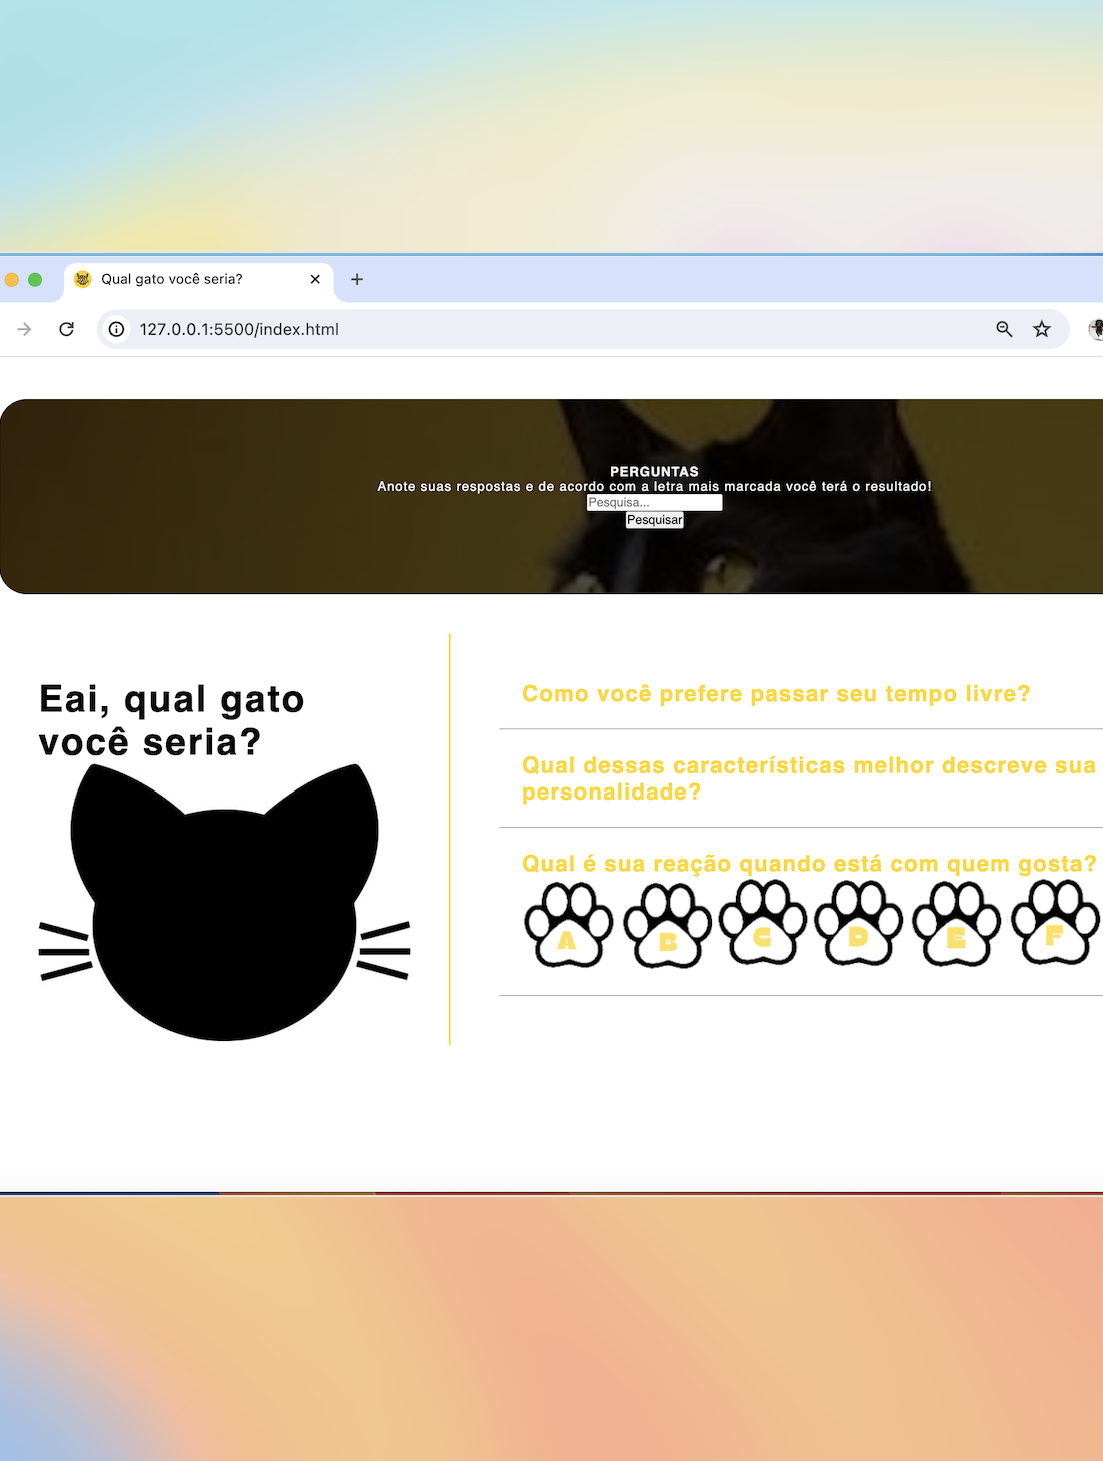 Qual gato você seria?
127.0.0.1:5500/index.html
PERGUNTAS
Anote suas respostas e de acordo com a letra mais marcada você terá o resultado!
Pesquisa...
Pesquisar
Eai, qual gato
você seria?
Como você prefere passar seu tempo livre?
Qual dessas características melhor descreve sua
personalidade?
Qual é sua reação quando está com quem gosta?
A B C D E F